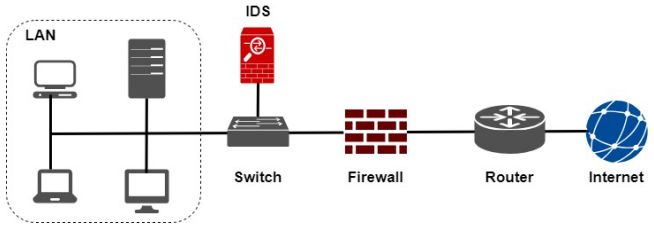 IDS
LAN
Switch
Firewall
Router
Internet